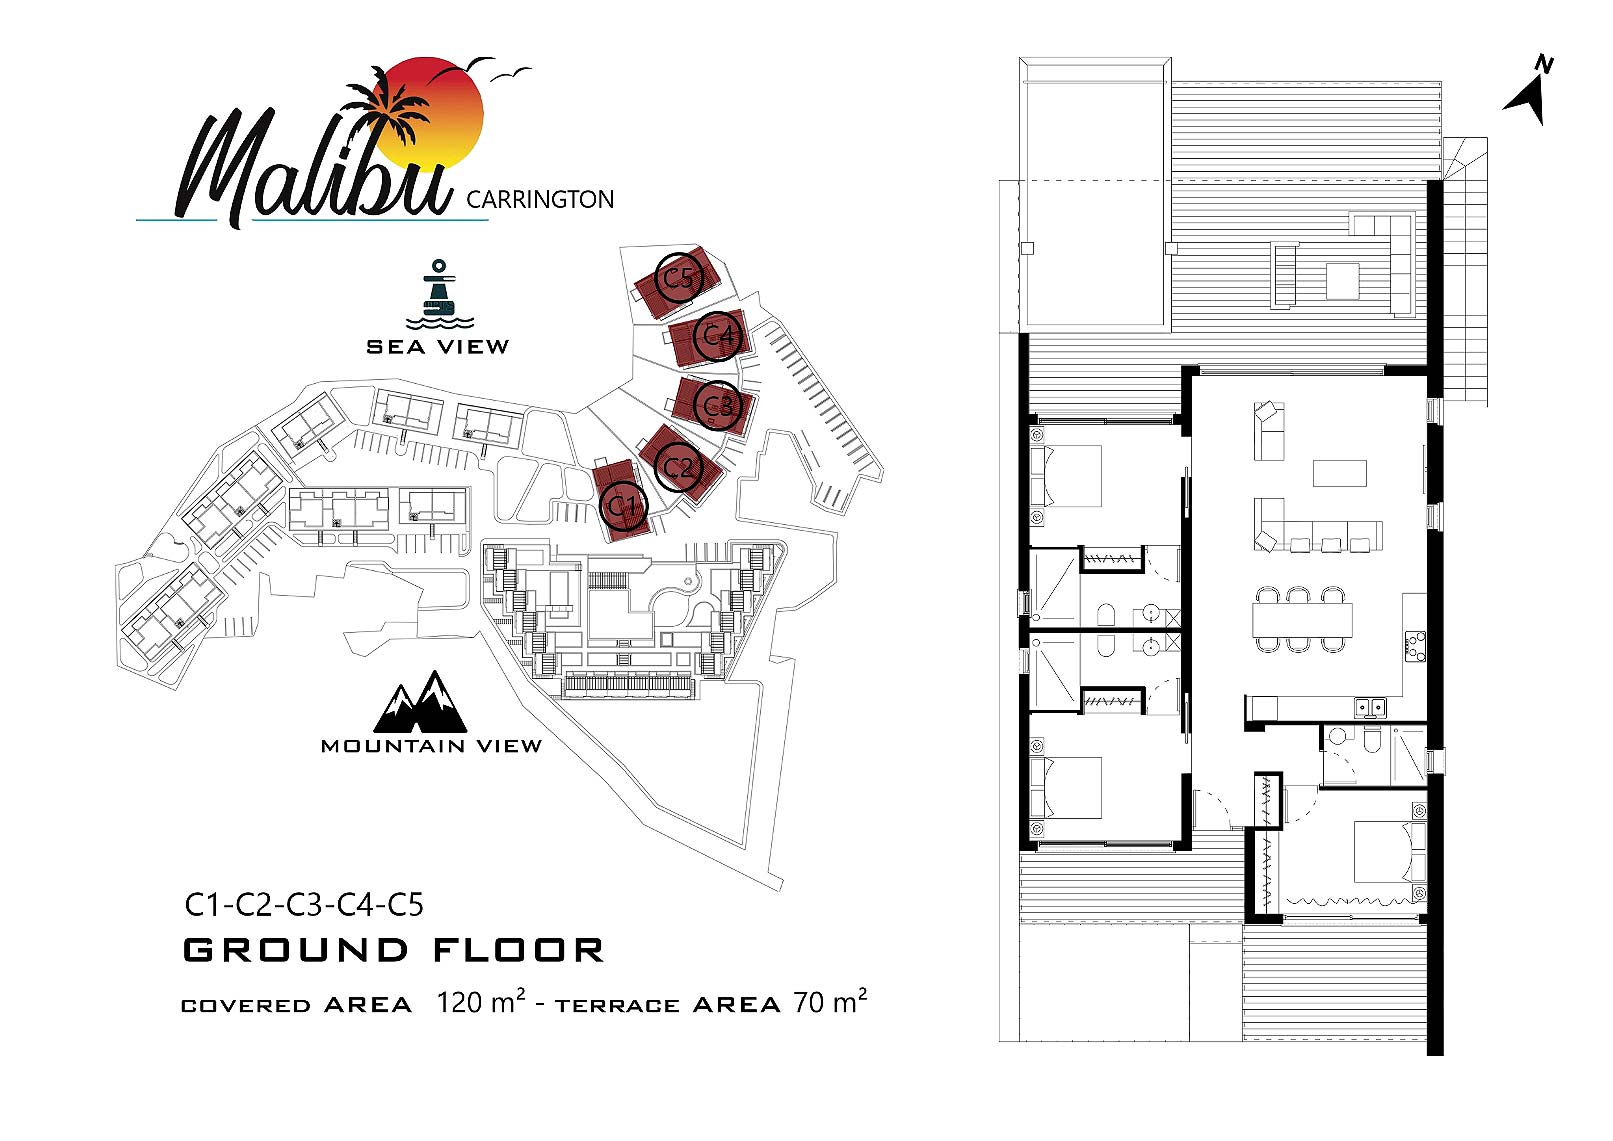 Malibu CARRINGTON
SEA VIEW
C5
C4
C3
C2
C1
MOUNTAIN VIEW
C1-C2-C3-C4-C5
GROUND FLOOR
COVERED AREA 120 m² - TERRACE AREA 70 m²
N